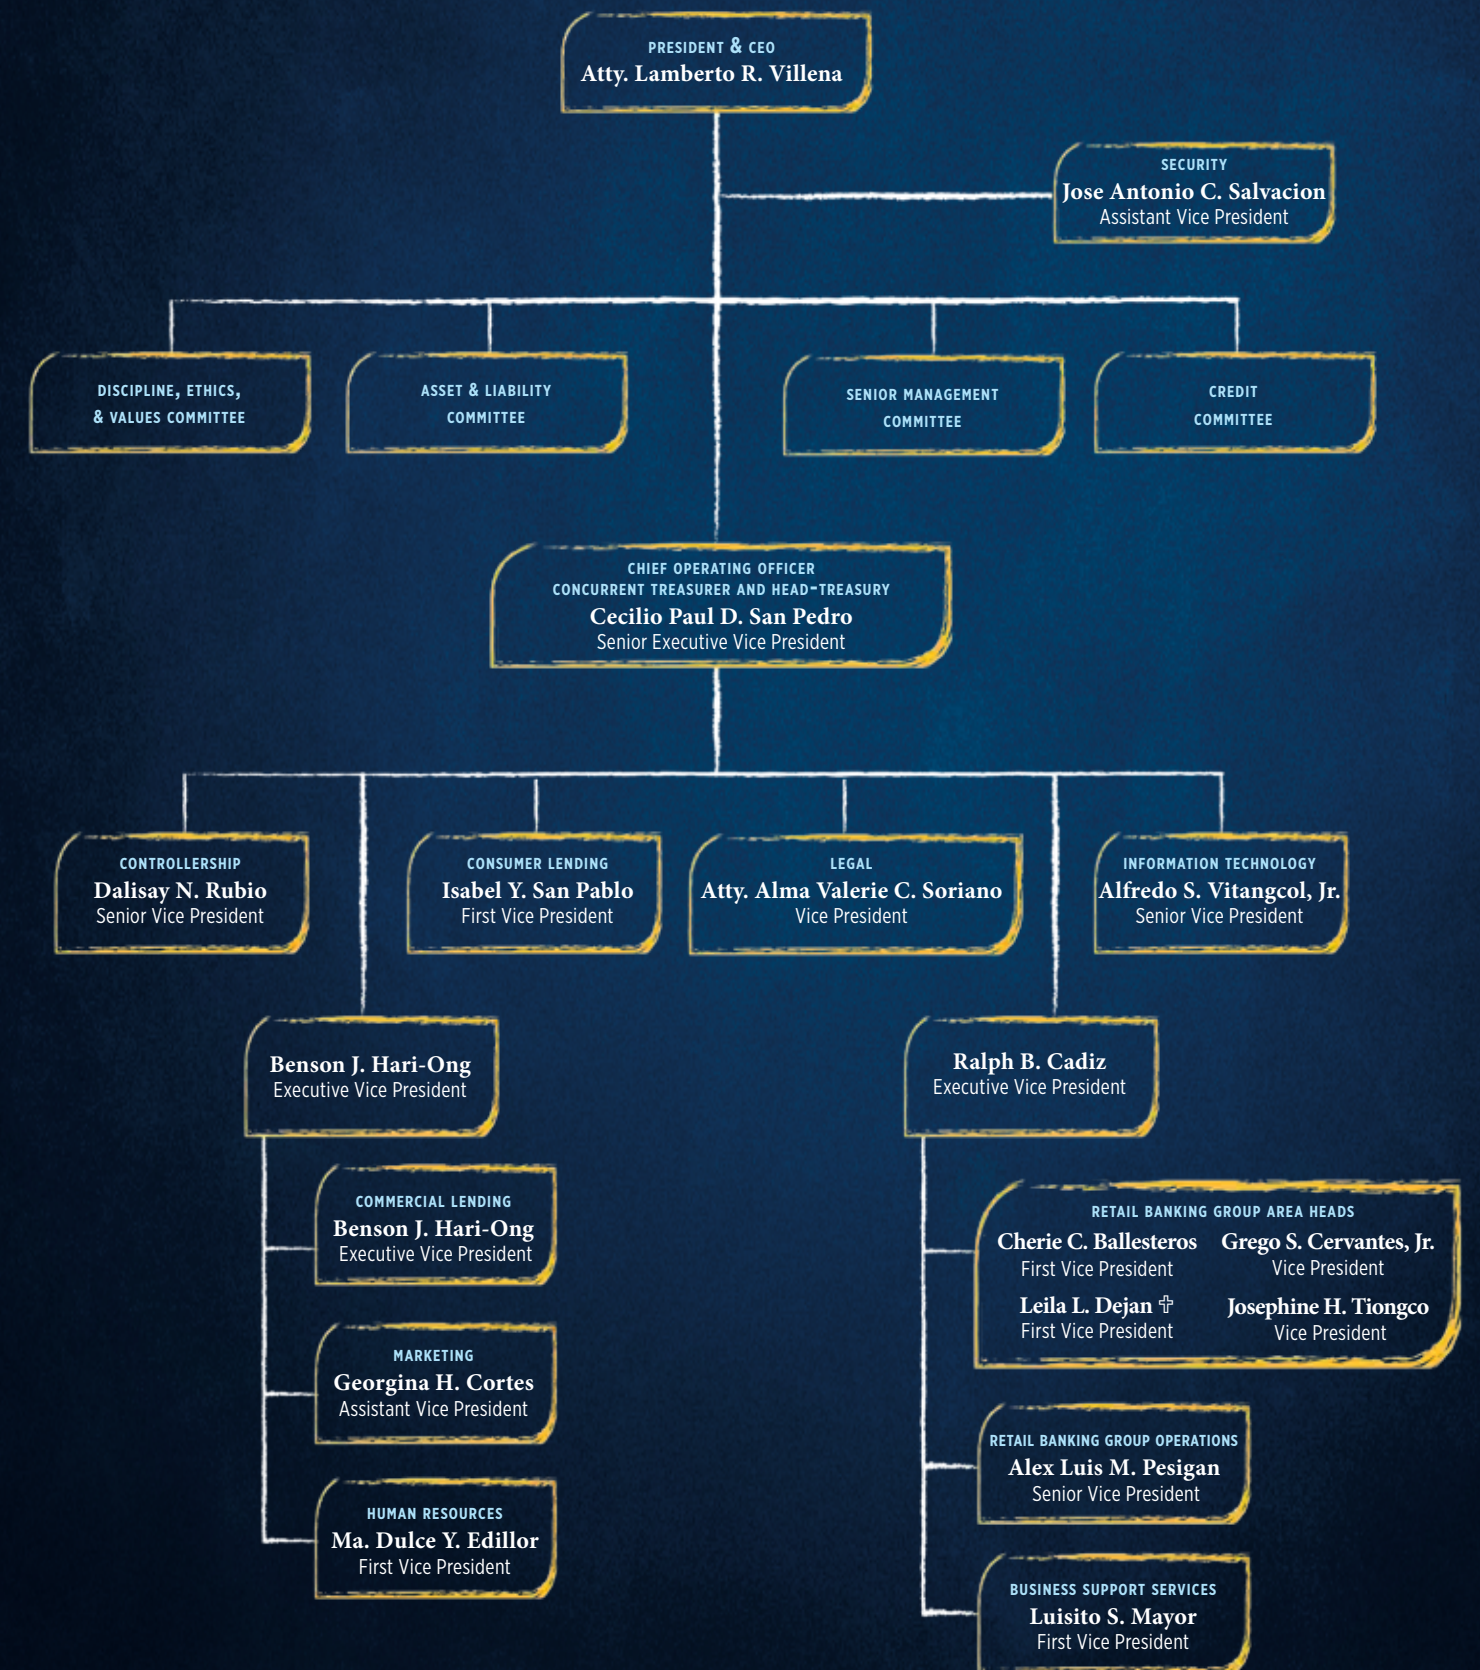 PRESIDENT & CEO
Atty. Lamberto R. Villena
SECURITY
Jose Antonio C. Salvacion
Assistant Vice President
DISCIPLINE, ETHICS,
& VALUES COMMITTEE
ASSET & LIABILITY
COMMITTEE
SENIOR MANAGEMENT
COMMITTEE
CREDIT
COMMITTEE
CHIEF OPERATING OFFICER
CONCURRENT TREASURER AND HEAD-TREASURY
Cecilio Paul D. San Pedro
Senior Executive Vice President
CONTROLLERSHIP
Dalisay N. Rubio
Senior Vice President
CONSUMER LENDING
Isabel Y. San Pablo
First Vice President
LEGAL
Atty. Alma Valerie C. Soriano
Vice President
INFORMATION TECHNOLOGY
Alfredo S. Vitangcol, Jr.
Senior Vice President
Benson J. Hari-Ong
Executive Vice President
COMMERCIAL LENDING
Benson J. Hari-Ong
Executive Vice President
MARKETING
Georgina H. Cortes
Assistant Vice President
HUMAN RESOURCES
Ma. Dulce Y. Edillor
First Vice President
Ralph B. Cadiz
Executive Vice President
RETAIL BANKING GROUP AREA HEADS
Cherie C. Ballesteros
First Vice President
Grego S. Cervantes, Jr.
Vice President
Leila L. Dejan ✞
First Vice President
Josephine H. Tiongco
Vice President
RETAIL BANKING GROUP OPERATIONS
Alex Luis M. Pesigan
Senior Vice President
BUSINESS SUPPORT SERVICES
Luisito S. Mayor
First Vice President